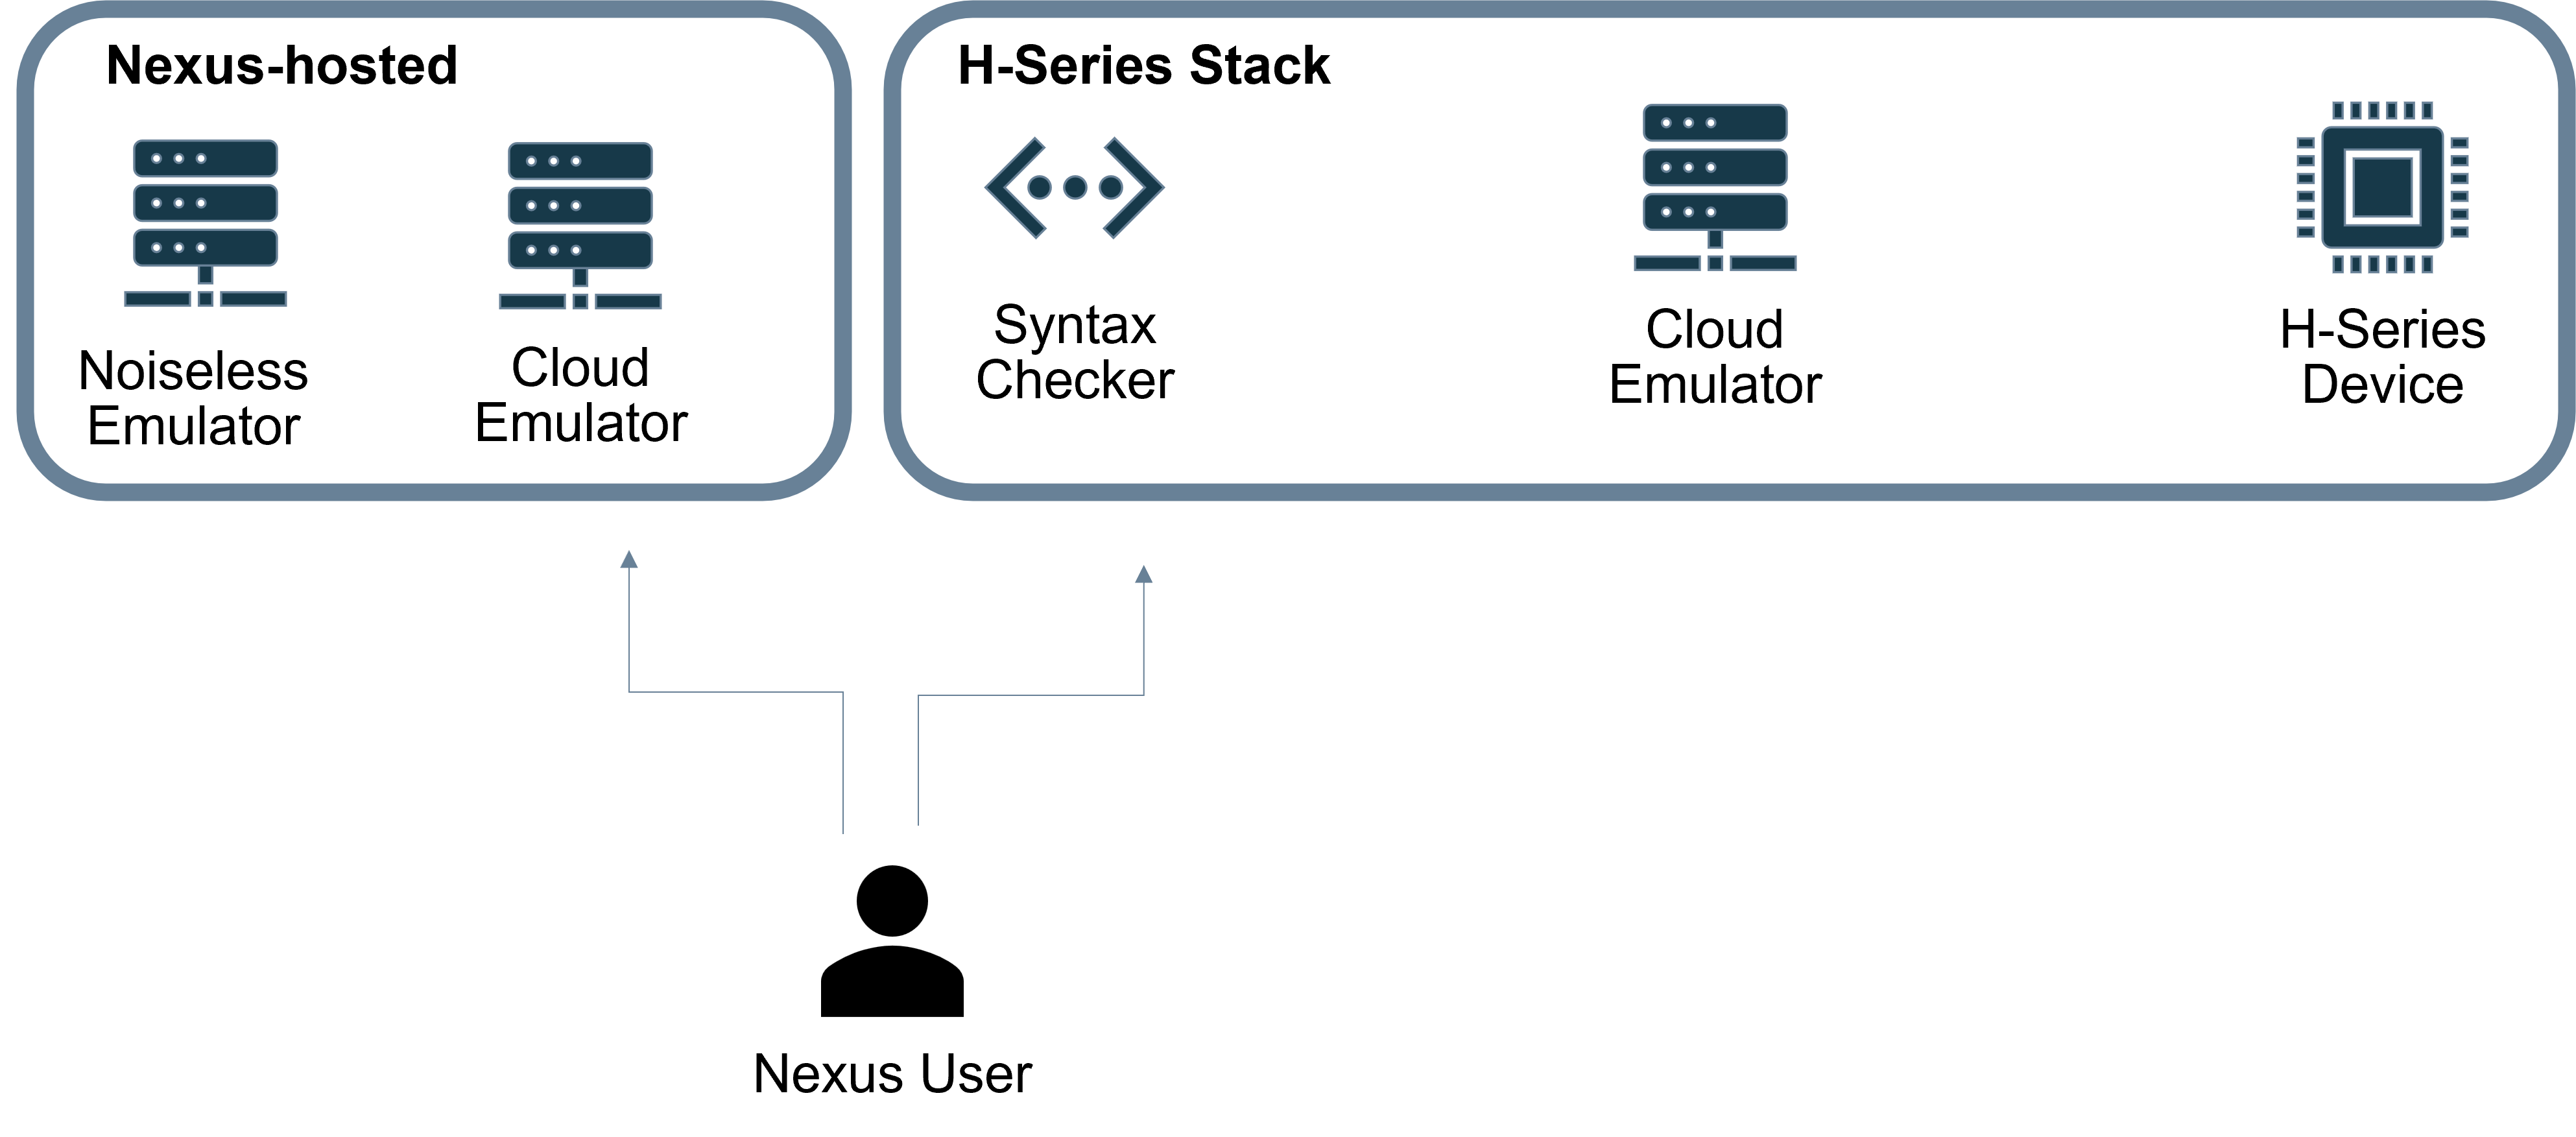 Nexus-hosted
Noiseless
Emulator
Cloud
Emulator
H-Series Stack
Syntax
Checker
Cloud
Emulator
H-Series
Device
Nexus User